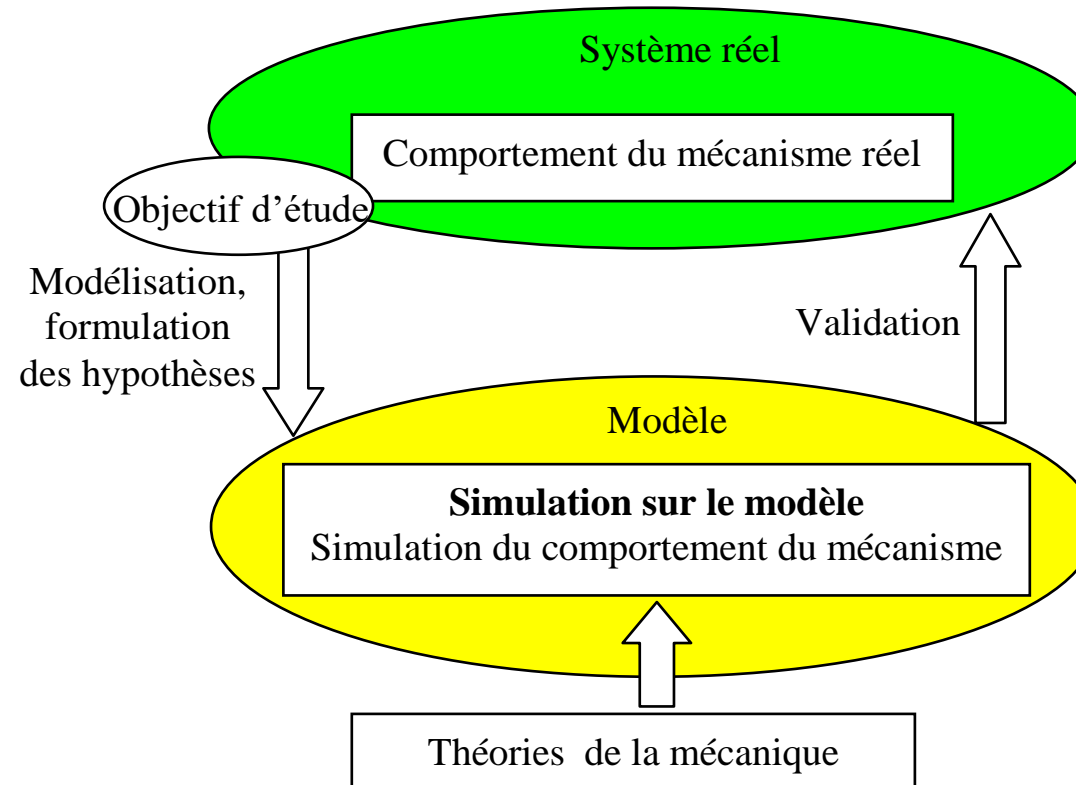 Système réel
Comportement du mécanisme réel
Objectif d’étude
Modélisation,
formulation
des hypothèses
Validation
Modèle
Simulation sur le modèle
Simulation du comportement du mécanisme
Théories de la mécanique